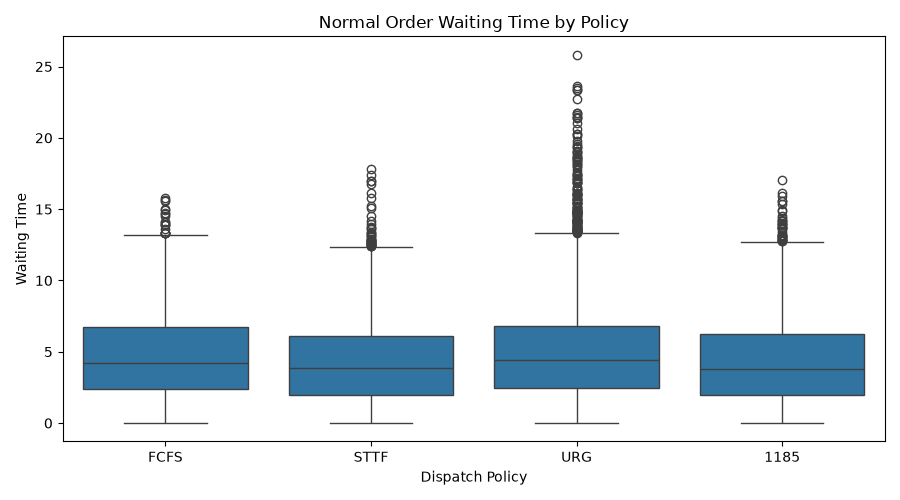 Normal Order Waiting Time by Policy
25
20
15
10
5
0
Waiting Time
FCFS
STTF
URG
1185
Dispatch Policy